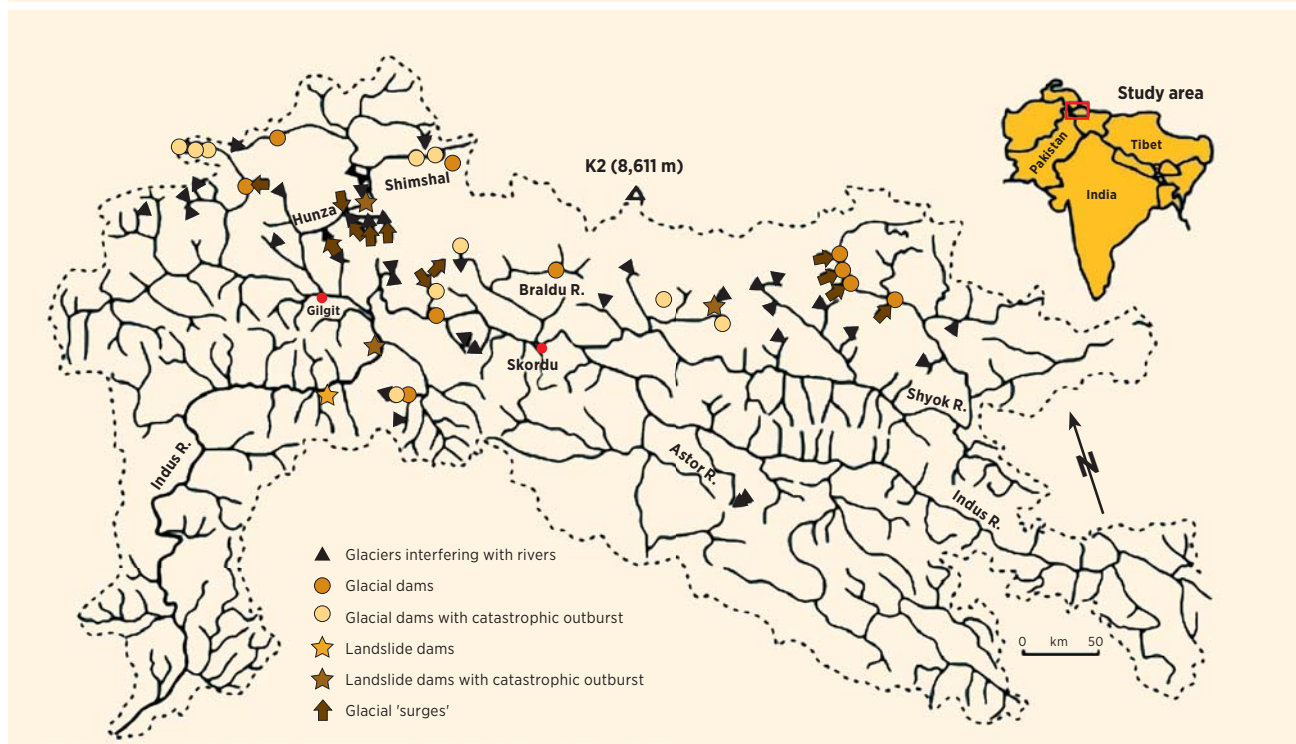 Study area
Pakistan
Tibet
India
K2 (8,611 m)
Shimshal
Hunza
Gilgit
Braldu R.
Skordu
Shyok R.
Indus R.
Astor R.
Indus R.
N
Glaciers interfering with rivers
Glacial dams
Glacial dams with catastrophic outburst
Landslide dams
Landslide dams with catastrophic outburst
Glacial 'surges'
0 km 50